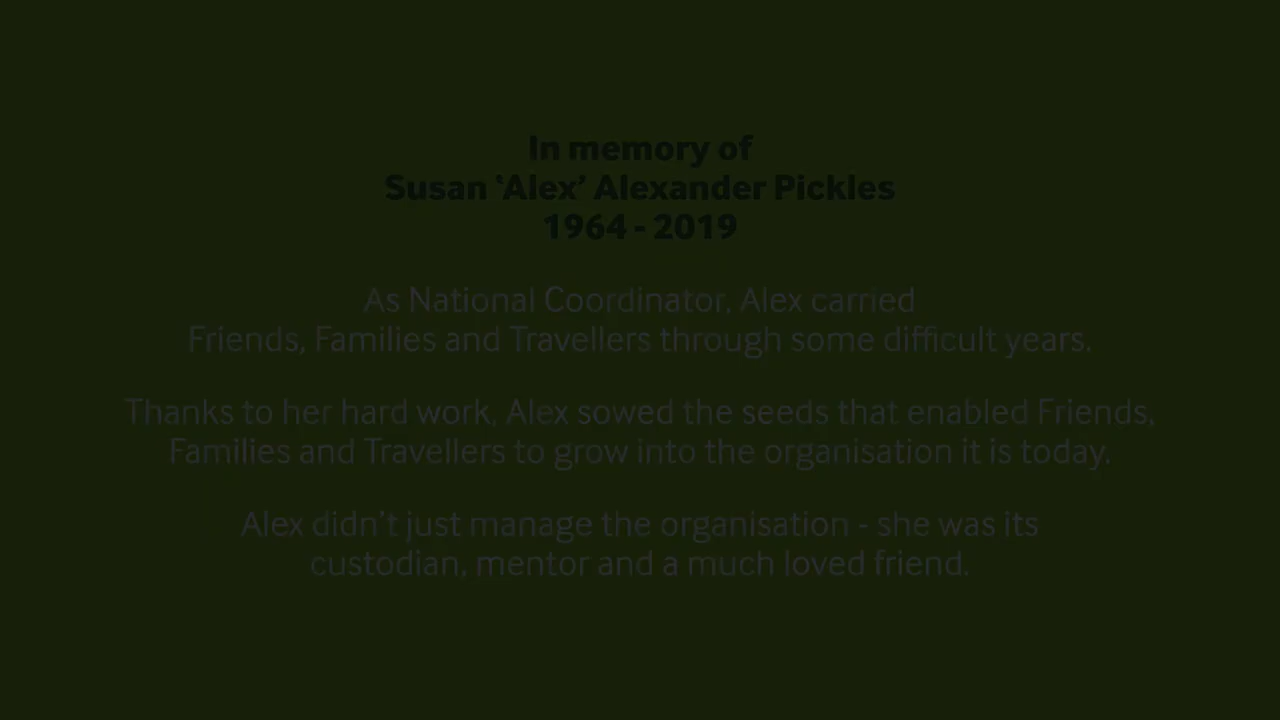 In memory of
Susan ‘Alex’ Alexander Pickles
1964 - 2019
As National Coordinator, Alex carried
Friends, Families and Travellers through some difficult years.
Thanks to her hard work, Alex sowed the seeds that enabled Friends,
Families and Travellers to grow into the organisation it is today.
Alex didn’t just manage the organisation - she was its
custodian, mentor and a much loved friend.